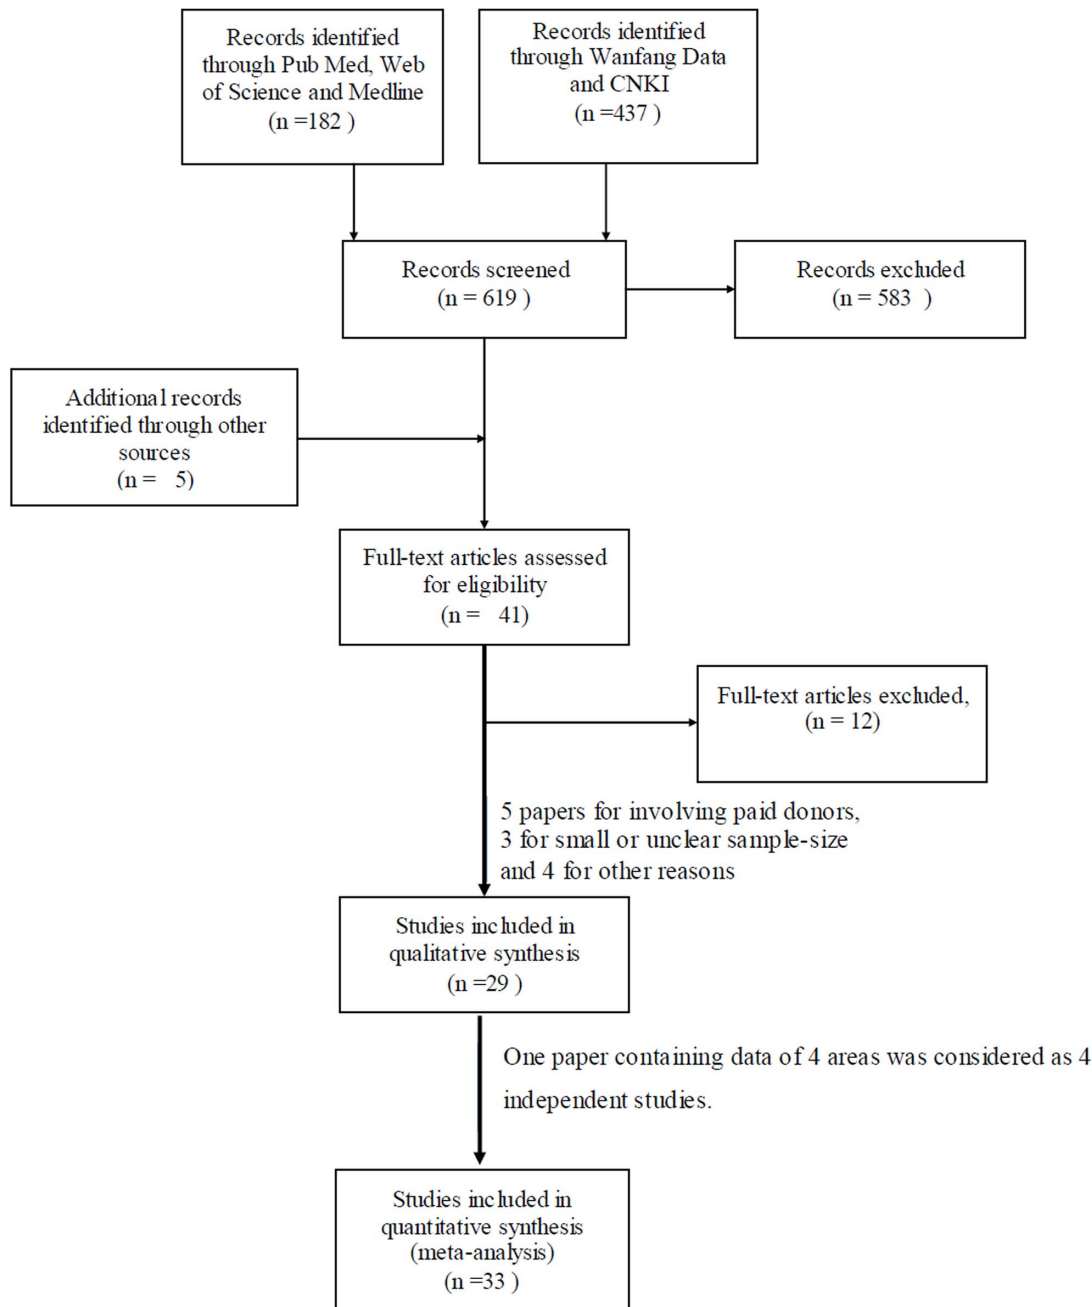 Records identified
through Pub Med, Web
of Science and Medline
(n =182 )
Records identified
through Wanfang Data
and CNKI
(n =437 )
Records screened
(n = 619 )
Records excluded
(n = 583 )
Additional records
identified through other
sources
(n = 5)
Full-text articles assessed
for eligibility
(n = 41)
Full-text articles excluded,
(n = 12)
5 papers for involving paid donors,
3 for small or unclear sample-size
and 4 for other reasons
Studies included in
qualitative synthesis
(n =29 )
One paper containing data of 4 areas was considered as 4
independent studies.
Studies included in
quantitative synthesis
(meta-analysis)
(n =33 )